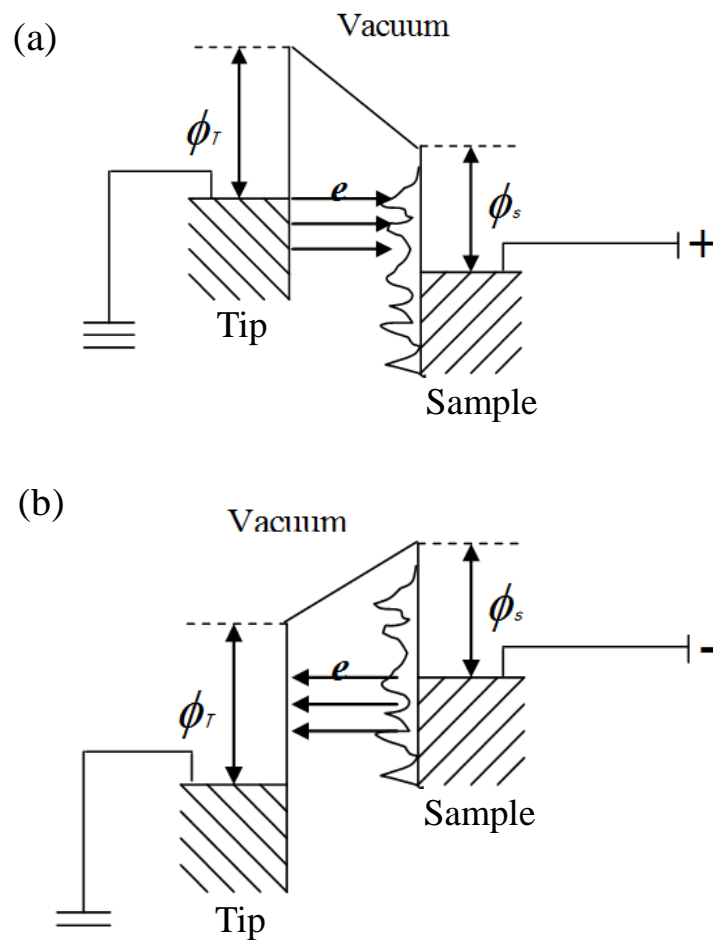 (a)
Vacuum
ϕT
e
ϕs
+
Tip
Sample
(b)
Vacuum
ϕs
e
-
ϕT
Sample
Tip